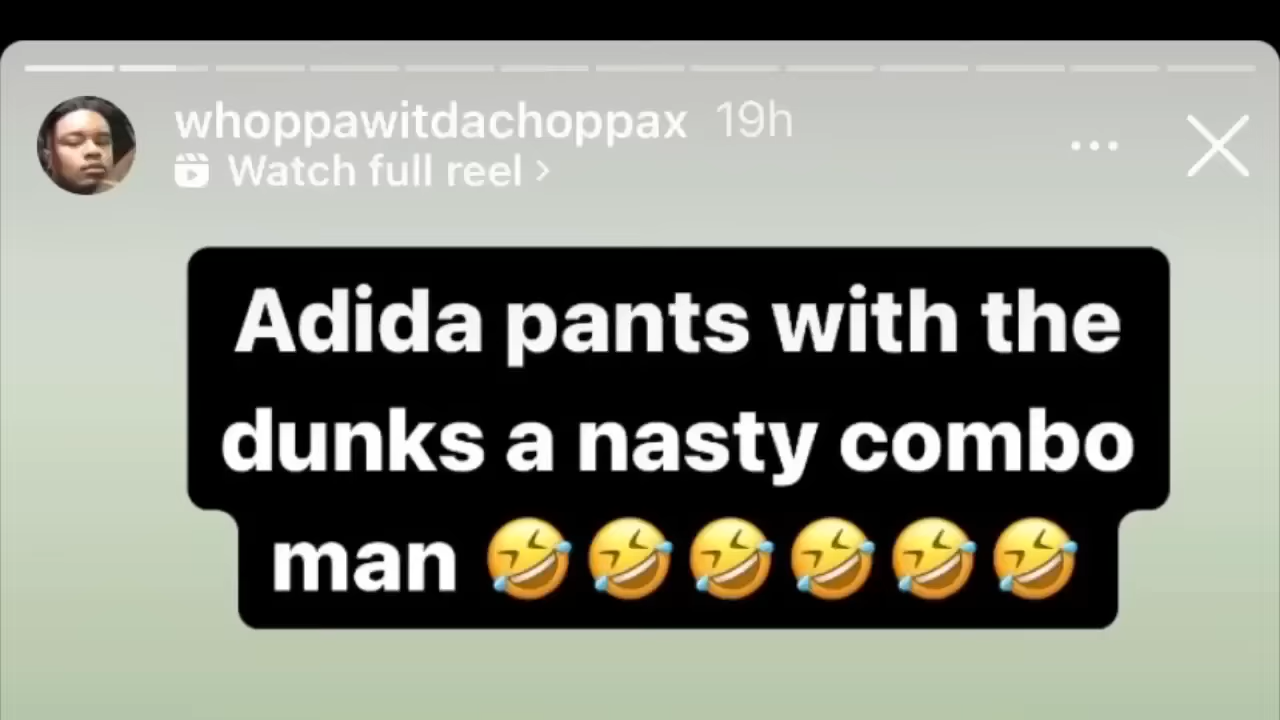 whoppawitdachoppax 19h
Watch full reel >
Adida pants with the
dunks a nasty combo
man 🤣🤣🤣🤣🤣🤣